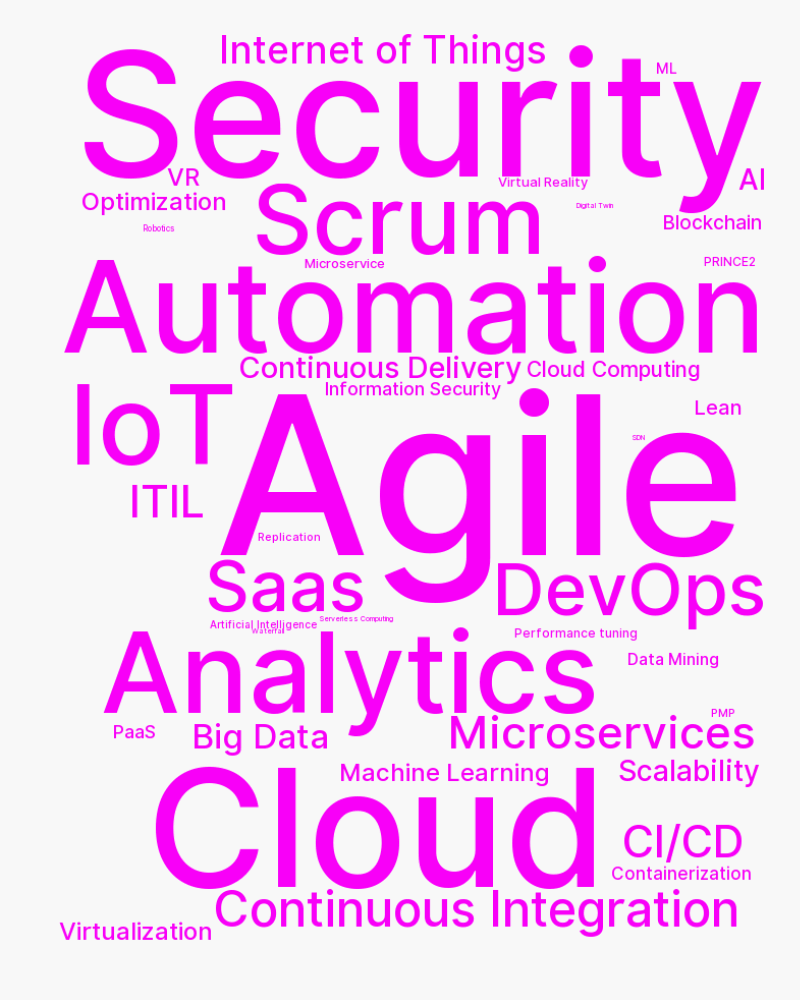 Internet of Things
ML
Security
VR
Virtual Reality
AI
Optimization
Scrum
Digital Twin
Blockchain
Robotics
Microservice
PRINCE2
Automation
Continuous Delivery
Cloud Computing
Information Security
IoT
Agile
Lean
SDN
ITIL
Replication
Saas
DevOps
Artificial Intelligence
Serverless Computing
Waterfall
Performance tuning
Analytics
Data Mining
PMP
PaaS
Big Data
Microservices
Machine Learning
Scalability
Cloud
CI/CD
Containerization
Continuous Integration
Virtualization